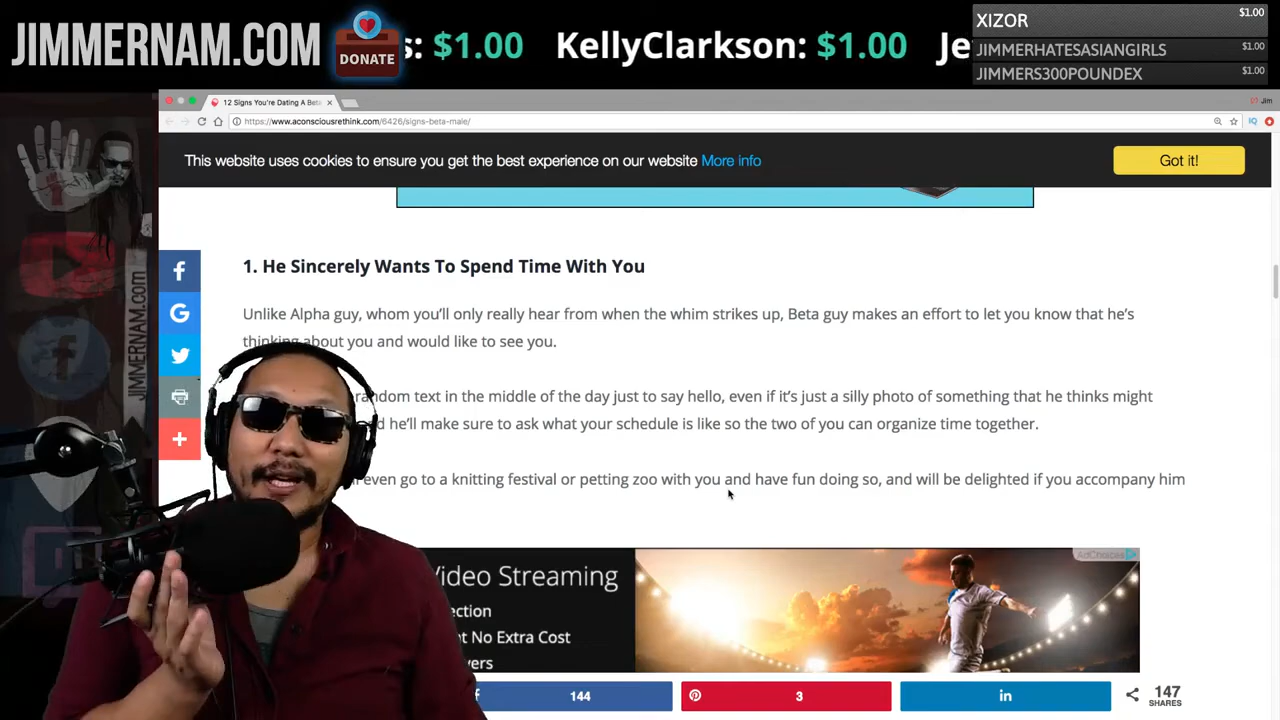 JIMMERNAM.COM
DONATE
s: $1.00 KellyClarkson: $1.00 Je
XIZOR $1.00
JIMMERHATESASIANGIRLS $1.00
JIMMERS300POUNDEX $1.00
12 Signs You're Dating A Beta
Jim
https://www.aconsciousrethink.com/6426/signs-beta-male/
This website uses cookies to ensure you get the best experience on our website More info
Got it!
1. He Sincerely Wants To Spend Time With You
Unlike Alpha guy, whom you'll only really hear from when the whim strikes up, Beta guy makes an effort to let you know that he's
thinking about you and would like to see you.
random text in the middle of the day just to say hello, even if it's just a silly photo of something that he thinks might
he'll make sure to ask what your schedule is like so the two of you can organize time together.
even go to a knitting festival or petting zoo with you and have fun doing so, and will be delighted if you accompany him
JIMMERNAM.COM
Video Streaming
ection
t No Extra Cost
vers
AdChoices
144
3
in
147
SHARES